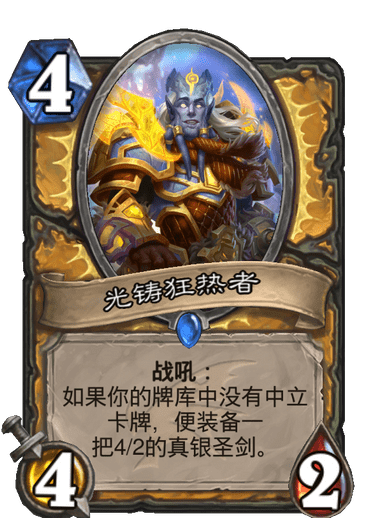 4
光铸狂热者
战吼：
如果你的牌库中没有中立
卡牌，便装备一
把4/2的真银圣剑。
4
2